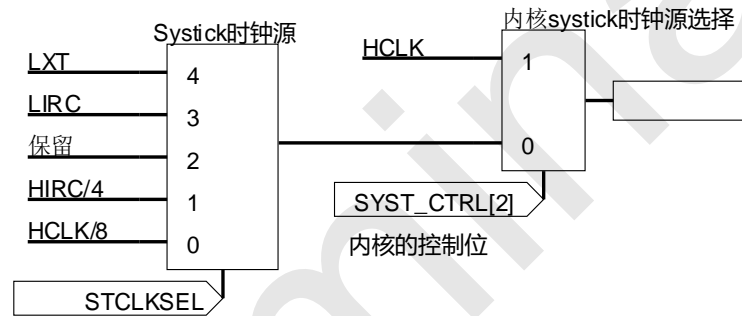 Systick时钟源
内核systick时钟源选择
LXT
4
LIRC
3
保留
2
HIRC/4
1
HCLK/8
0
STCLKSEL
HCLK
1
0
SYST_CTRL[2]
内核的控制位